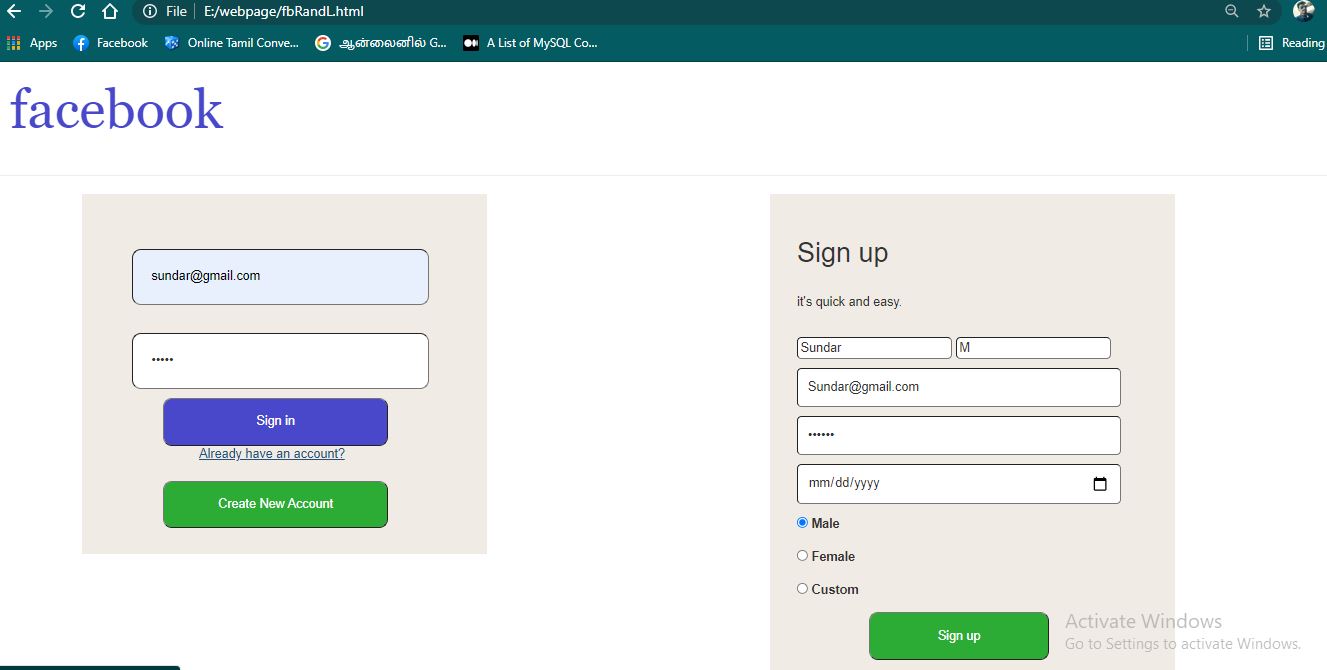 File E:/webpage/fbRandL.html
Apps Facebook Online Tamil Conve... ஆன்லைனில் G... A List of MySQL Co... Reading
facebook
sundar@gmail.com
•••••
Sign in
Already have an account?
Create New Account
Sign up
it's quick and easy.
Sundar M
Sundar@gmail.com
••••••
mm/dd/yyyy
Male
Female
Custom
Sign up
Activate Windows
Go to Settings to activate Windows.